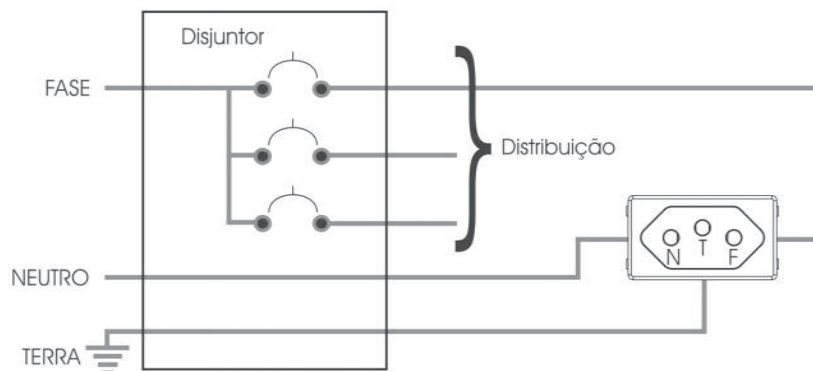 Disjuntor
FASE
Distribuição
N T F
NEUTRO
TERRA